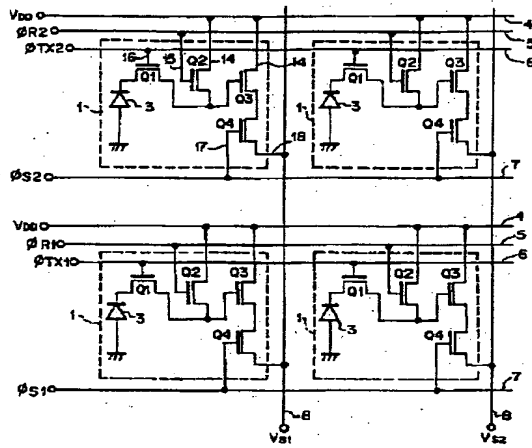 VDD 4
ØR2 5
ØTX2 6
16 Q1 15 Q2 14 14 Q3 Q1 Q2 Q3
1 3 Q4 1 3 Q4
17 18
ØS2 7
VDD 4
ØR1 5
ØTX1 6
Q1 Q2 Q3 Q1 Q2 Q3
1 3 Q4 1 3 Q4
ØS1 7
8 8
VS1 VS2